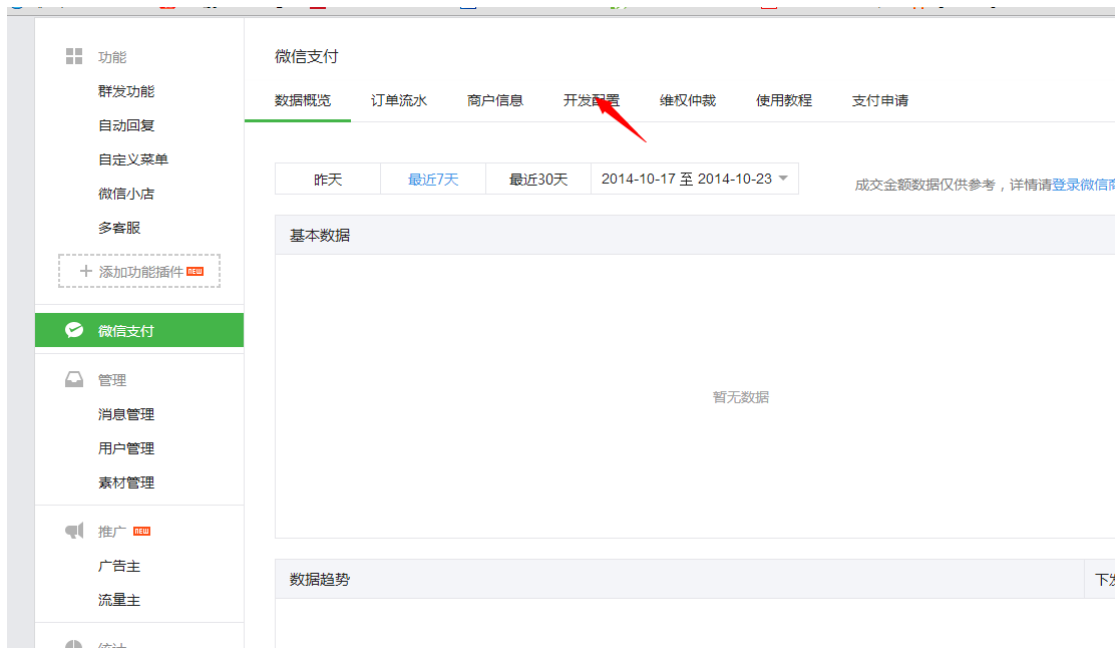 功能
群发功能
自动回复
自定义菜单
微信小店
多客服
添加功能插件 NEW
微信支付
管理
消息管理
用户管理
素材管理
推广 NEW
广告主
流量主
统计
微信支付
数据概览 订单流水 商户信息 开发配置 维权仲裁 使用教程 支付申请
昨天 最近7天 最近30天 2014-10-17 至 2014-10-23
成交金额数据仅供参考，详情请登录微信商
基本数据
暂无数据
数据趋势 下发